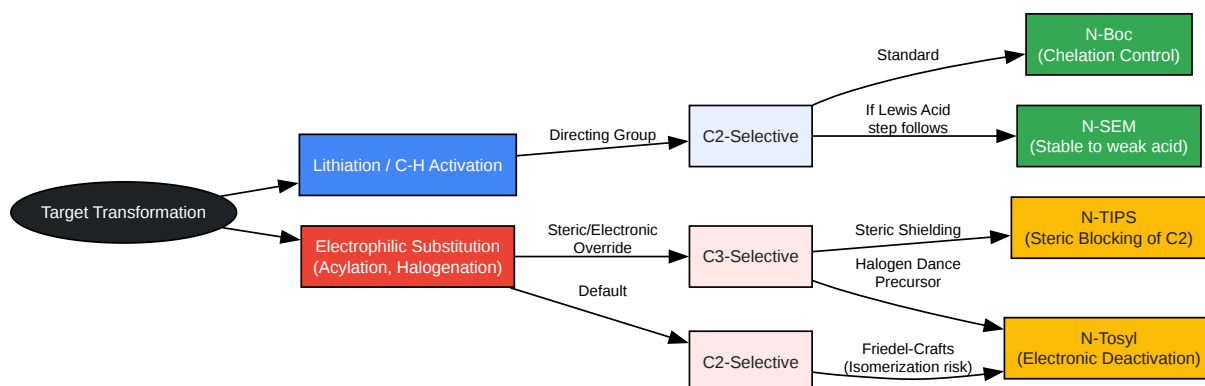 Target Transformation
Lithiation / C-H Activation
Electrophilic Substitution
(Acylation, Halogenation)
Directing Group
Steric/Electronic
Override
Default
C2-Selective
C3-Selective
C2-Selective
Standard
If Lewis Acid
step follows
Steric Shielding
Halogen Dance
Precursor
Friedel-Crafts
(Isomerization risk)
N-Boc
(Chelation Control)
N-SEM
(Stable to weak acid)
N-TIPS
(Steric Blocking of C2)
N-Tosyl
(Electronic Deactivation)